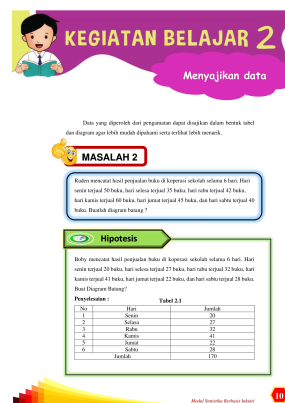 KEGIATAN BELAJAR 2
Menyajikan data
Data yang diperoleh dari pengamatan dapat disajikan dalam bentuk tabel
dan diagram agar lebih mudah dipahami serta terlihat lebih menarik.
MASALAH 2
Raden mencatat hasil penjualan buku di koperasi sekolah selama 6 hari. Hari
senin terjual 50 buku, hari selesa terjual 35 buku, hari rabu terjual 42 buku,
hari kamis terjual 60 buku, hari jumat terjual 45 buku, dan hari sabtu terjual 40
buku. Buatlah diagram batang ?
Hipotesis
Boby mencatat hasil penjualan buku di koperasi sekolah selama 6 hari. Hari
senin terjual 20 buku, hari selesa terjual 27 buku, hari rabu terjual 32 buku, hari
kamis terjual 41 buku, hari jumat terjual 22 buku, dan hari sabtu terjual 28 buku.
Buat Diagram Batang?
Penyelesaian :
Tabel 2.1
No Hari Jumlah
1 Senin 20
2 Selasa 27
3 Rabu 32
4 Kamis 41
5 Jumat 22
6 Sabtu 28
Jumlah 170
10
Modul Statistika Berbasis Inkuiri